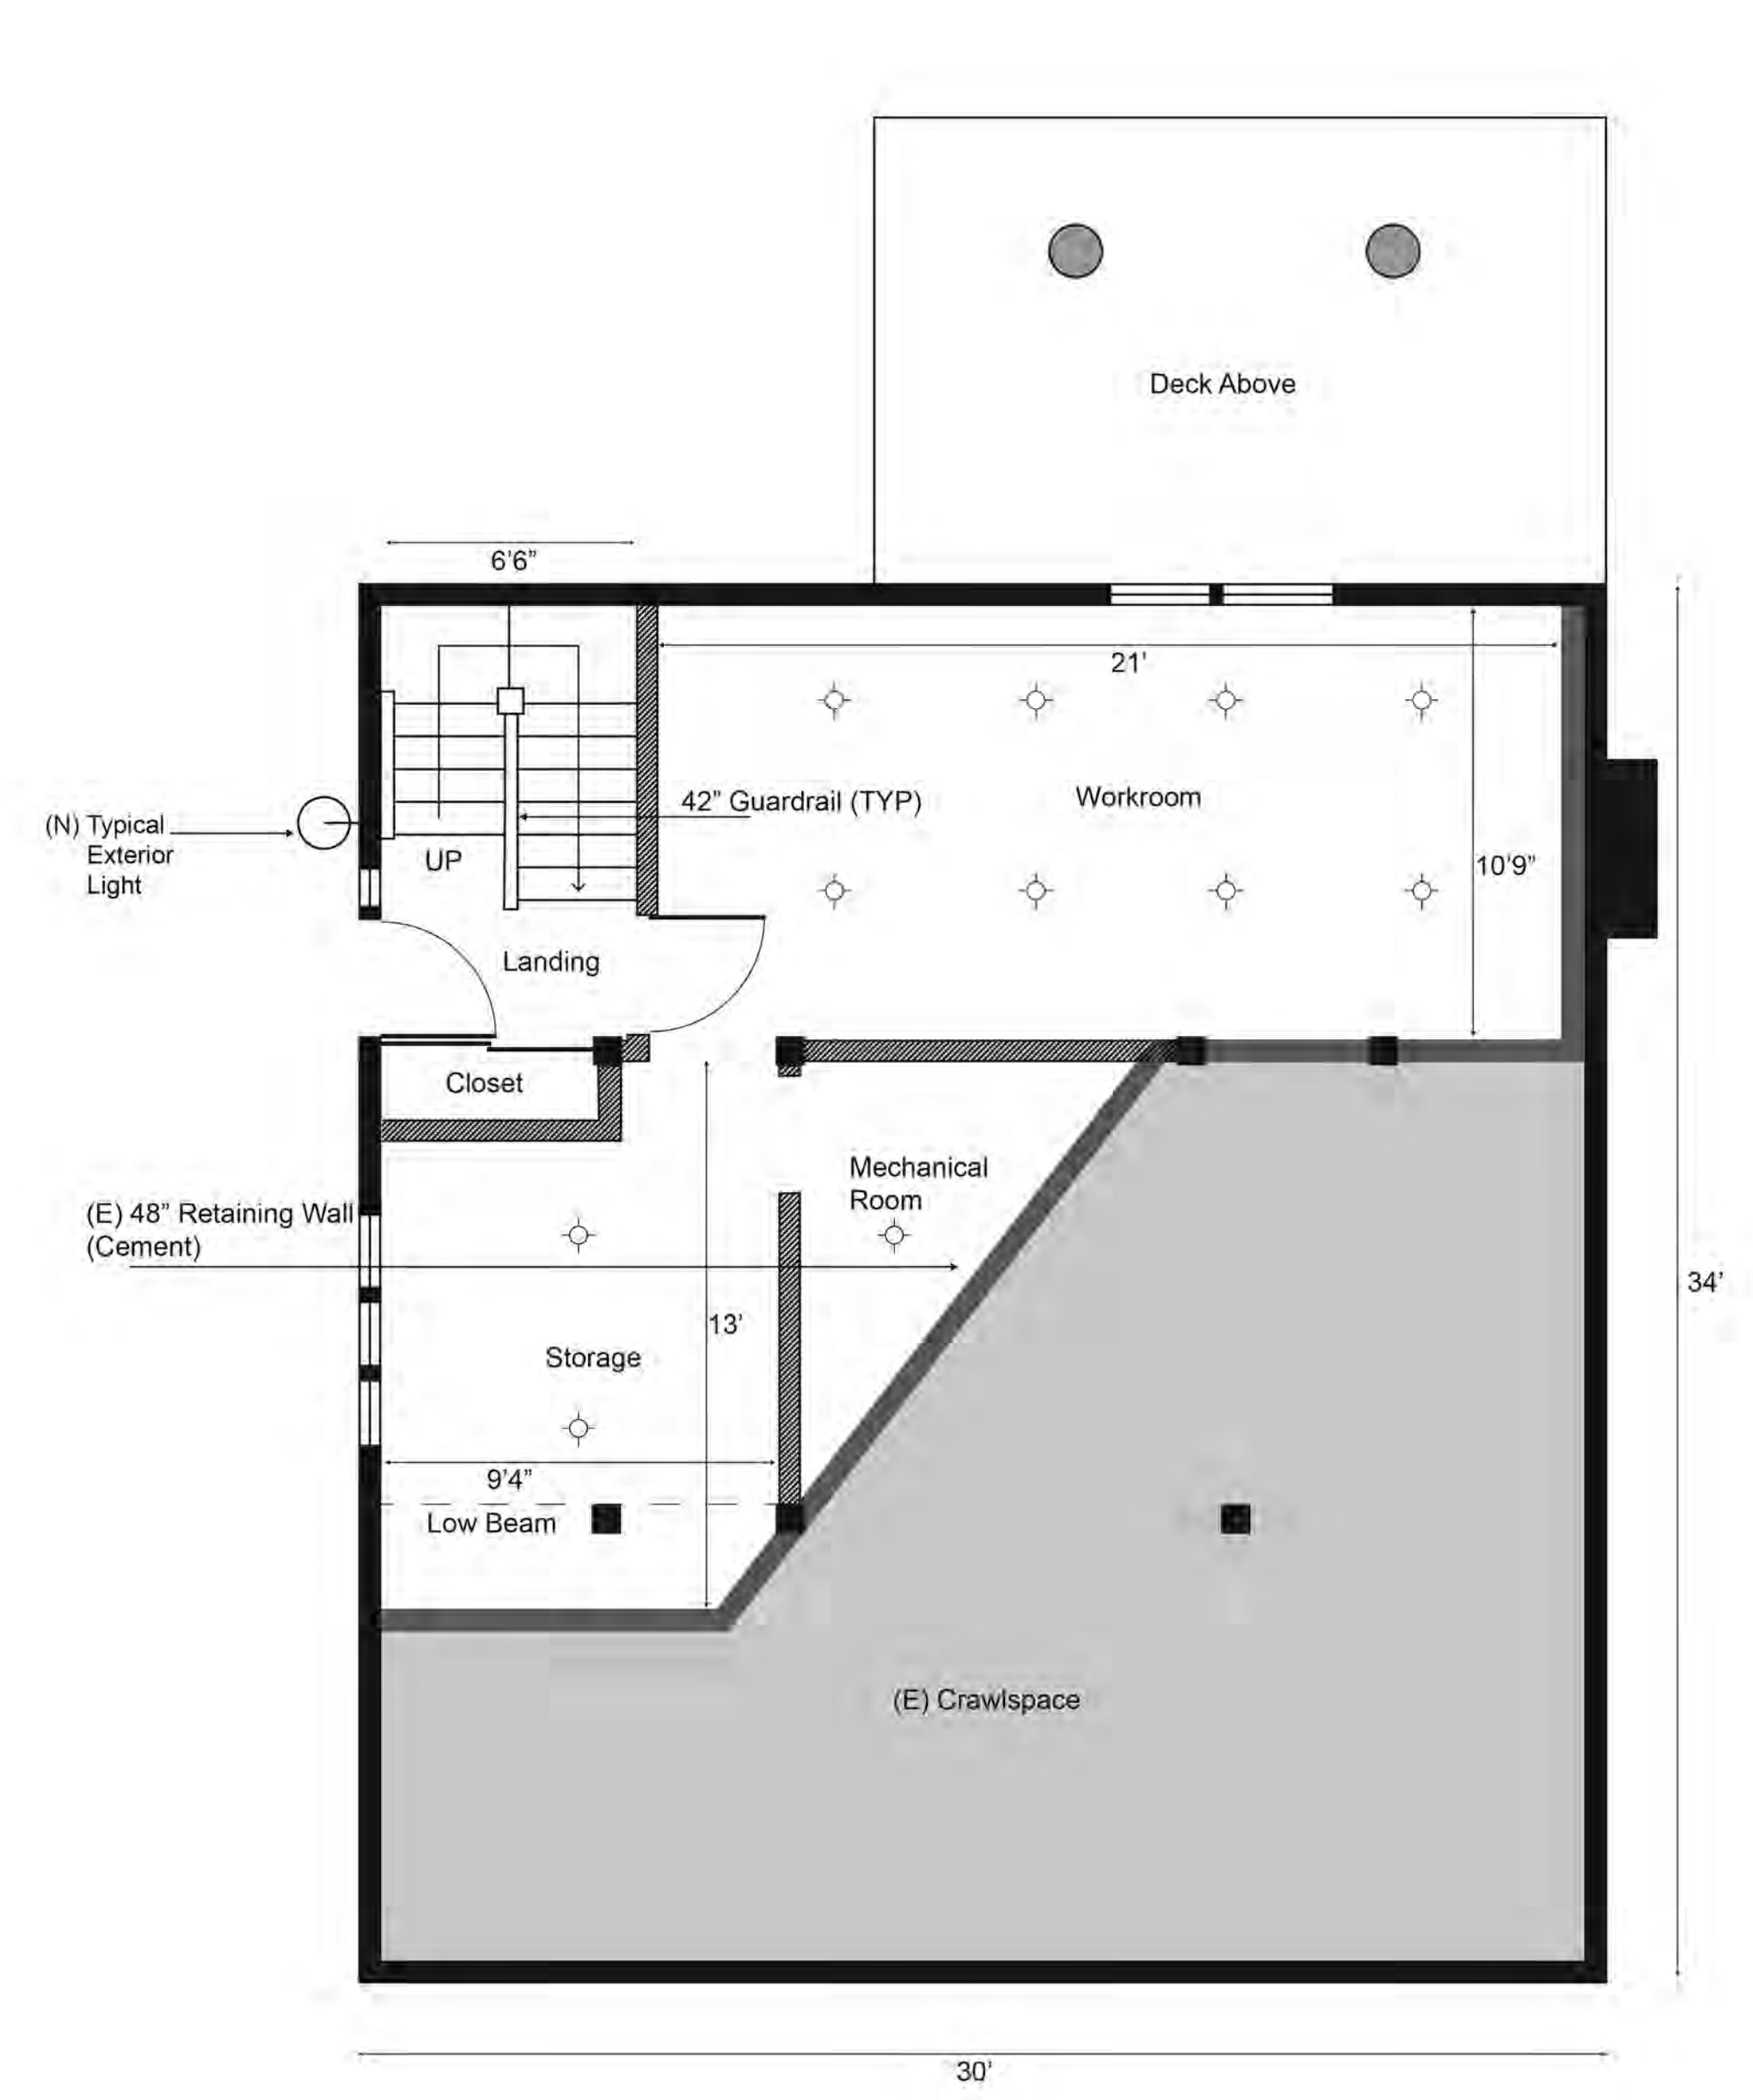 Deck Above
6'6”
21'
42” Guardrail (TYP)
Workroom
(N) Typical
Exterior
Light
UP
10'9”
Landing
Closet
Mechanical
Room
(E) 48” Retaining Wall
(Cement)
34'
13'
Storage
9'4”
Low Beam
(E) Crawlspace
30'